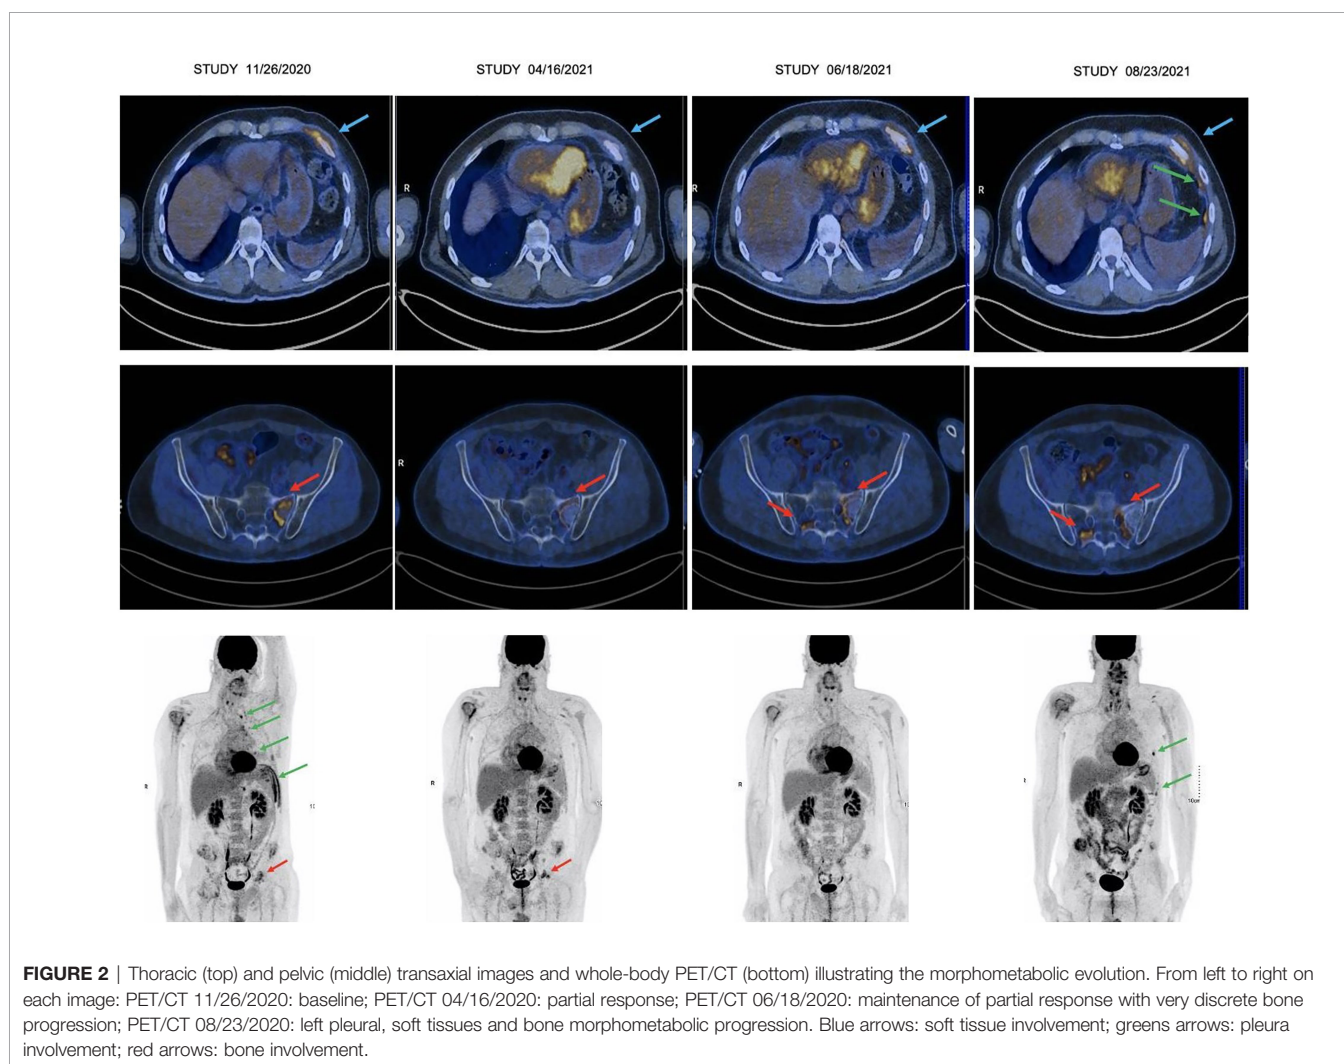 STUDY 11/26/2020
STUDY 04/16/2021
STUDY 06/18/2021
STUDY 08/23/2021
R
R
R
R
R
R
R
R
10cm
FIGURE 2 | Thoracic (top) and pelvic (middle) transaxial images and whole-body PET/CT (bottom) illustrating the morphometabolic evolution. From left to right on
each image: PET/CT 11/26/2020: baseline; PET/CT 04/16/2020: partial response; PET/CT 06/18/2020: maintenance of partial response with very discrete bone
progression; PET/CT 08/23/2020: left pleural, soft tissues and bone morphometabolic progression. Blue arrows: soft tissue involvement; greens arrows: pleura
involvement; red arrows: bone involvement.